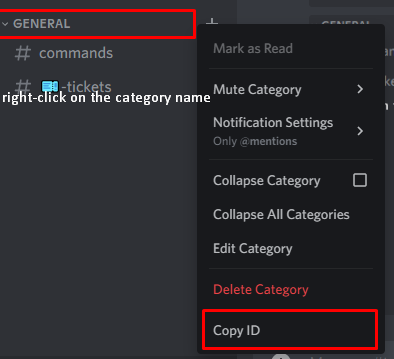 GENERAL
# commands
# -tickets
right-click on the category name
Mark as Read
Mute Category
Notification Settings
Only @mentions
Collapse Category
Collapse All Categories
Edit Category
Delete Category
Copy ID